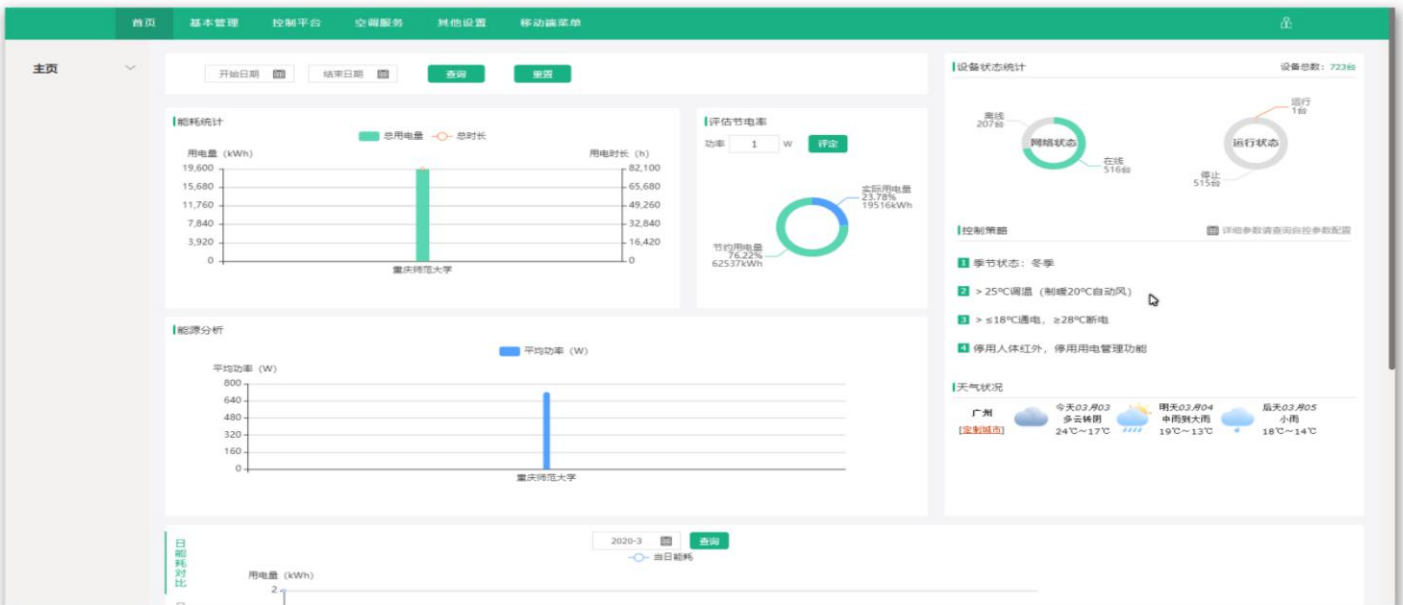 首页 基本管理 控制平台 空调服务 其他设置 移动端菜单
主页
开始日期 结束日期 查询 重置
能耗统计
总用电量 总时长
用电量 (kWh) 用电时长 (h)
19,600 82,100
15,680 65,680
11,760 49,260
7,840 32,840
3,920 16,420
0 0
重庆师范大学
评估节电率
功率 1 W 评定
实际用电量
23.78%
19516kWh
节约用电量
76.22%
62537kWh
能源分析
平均功率 (W)
平均功率 (W)
800
640
480
320
160
0
重庆师范大学
设备状态统计 设备总数：723台
离线
207台
网络状态
在线
516台
运行
1台
运行状态
停止
515台
控制策略 详细参数请查询自控参数配置
1 季节状态：冬季
2 > 25℃调温（制暖20℃自动风）
3 > ≤18℃通电，≥28℃断电
4 停用人体红外，停用用电管理功能
天气状况
广州
[定制城市]
今天03月03
多云转阴
24℃~17℃
明天03月04
中雨到大雨
19℃~13℃
后天03月05
小雨
18℃~14℃
日能耗对比
2020-3 查询
当日能耗
用电量 (kWh)
2